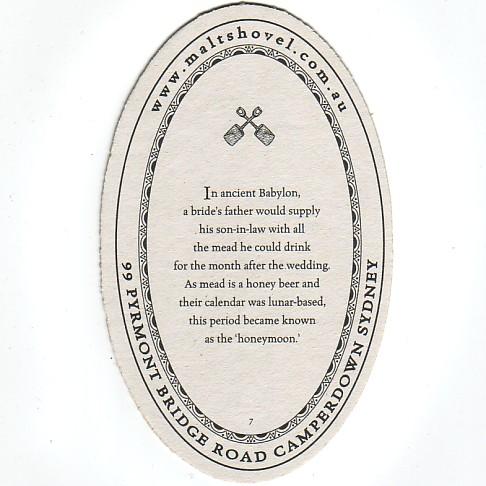 www.maltshovel.com.au
In ancient Babylon,
a bride's father would supply
his son-in-law with all
the mead he could drink
for the month after the wedding.
As mead is a honey beer and
their calendar was lunar-based,
this period became known
as the 'honeymoon.'
7
99 PYRMONT BRIDGE ROAD CAMPERDOWN SYDNEY